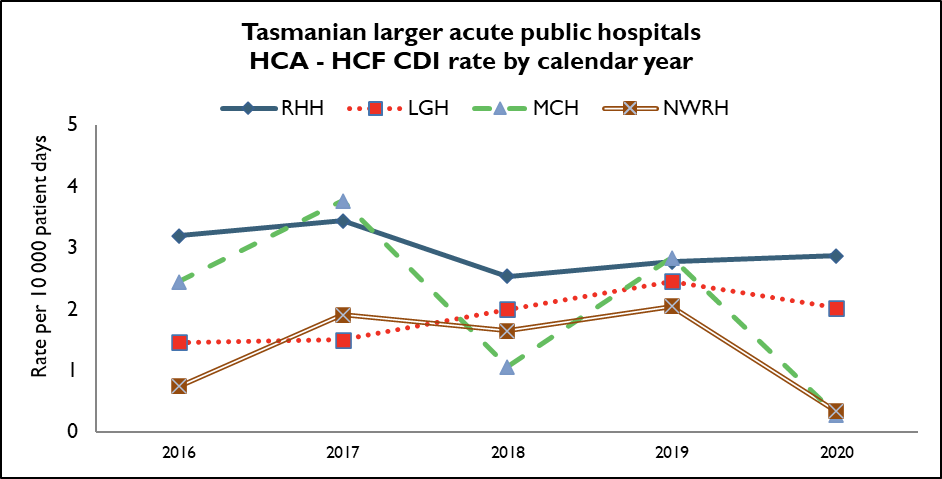 Tasmanian larger acute public hospitals
HCA - HCF CDI rate by calendar year
RHH LGH MCH NWRH
Rate per 10 000 patient days
5
4
3
2
1
0
2016 2017 2018 2019 2020